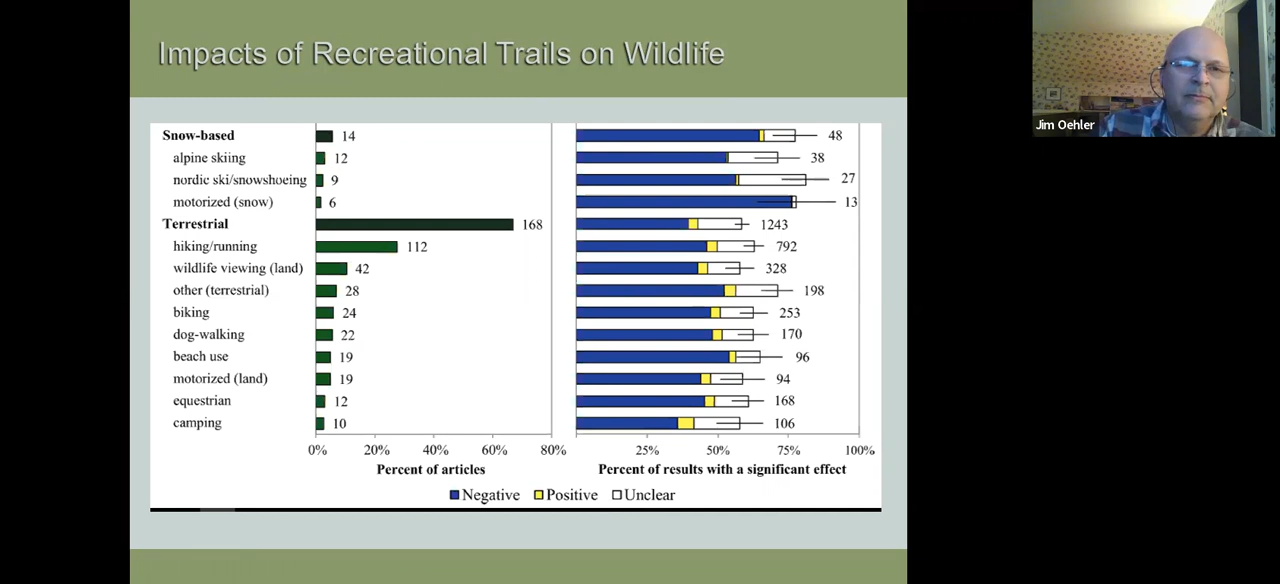 Impacts of Recreational Trails on Wildlife
Jim Oehler
Snow-based 14 48
alpine skiing 12 38
nordic ski/snowshoeing 9 27
motorized (snow) 6 13
Terrestrial 168 1243
hiking/running 112 792
wildlife viewing (land) 42 328
other (terrestrial) 28 198
biking 24 253
dog-walking 22 170
beach use 19 96
motorized (land) 19 94
equestrian 12 168
camping 10 106
0% 20% 40% 60% 80% 25% 50% 75% 100%
Percent of articles Percent of results with a significant effect
Negative Positive Unclear